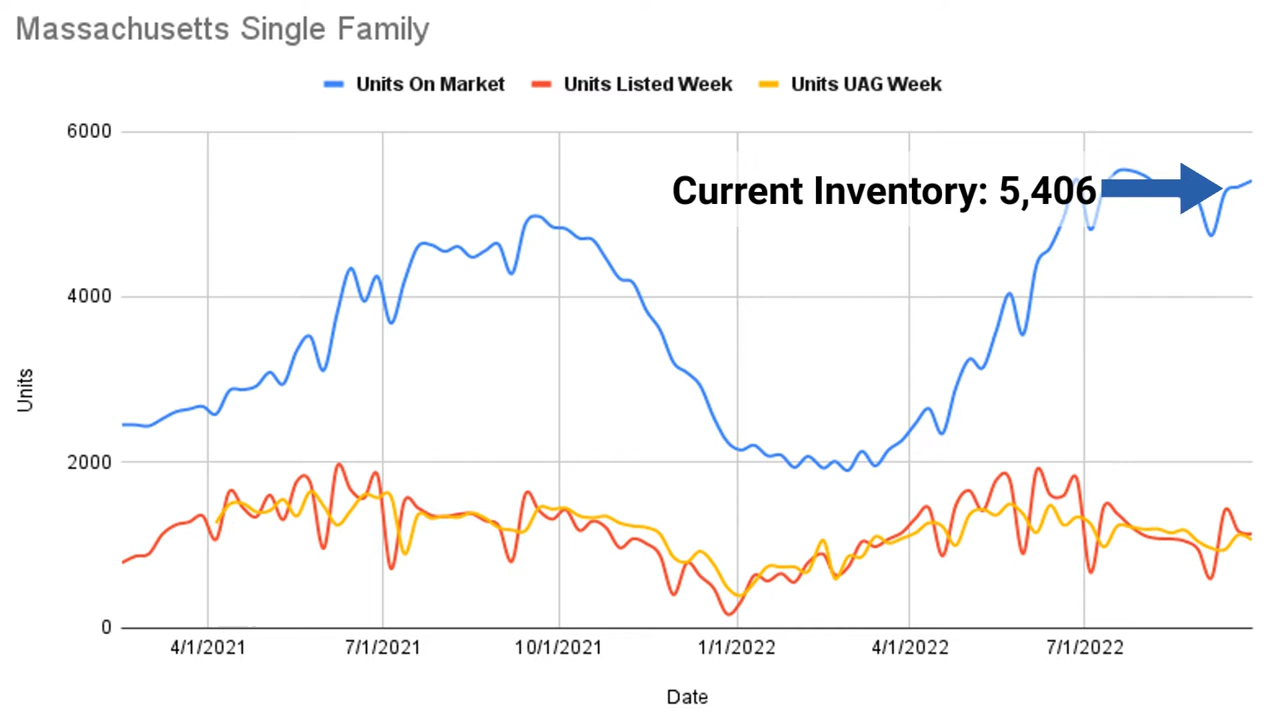 Massachusetts Single Family
Units On Market Units Listed Week Units UAG Week
6000
Current Inventory: 5,406
4000
Units
2000
0
4/1/2021 7/1/2021 10/1/2021 1/1/2022 4/1/2022 7/1/2022
Date